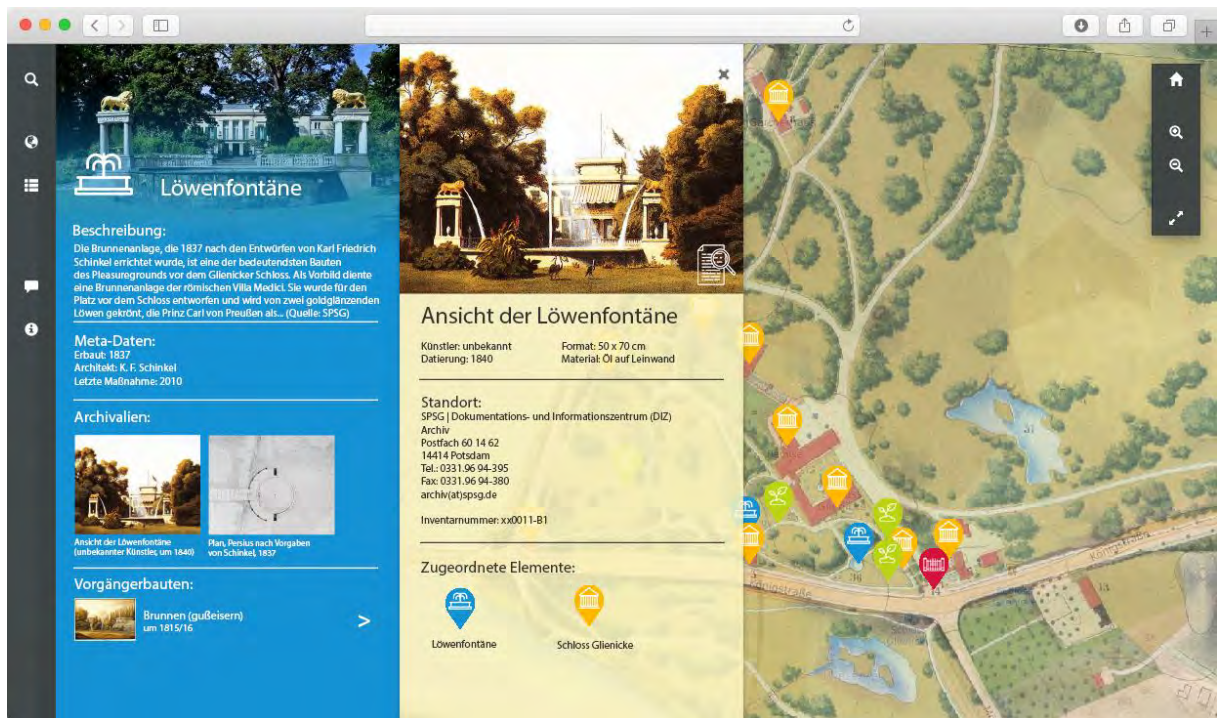 Löwenfontäne
Beschreibung:
Die Brunnenanlage, die 1837 nach den Entwürfen von Karl Friedrich
Schinkel errichtet wurde, ist eine der bedeutendsten Bauten
des Pleasuregrounds vor dem Glienicker Schloss. Als Vorbild diente
eine Brunnenanlage der römischen Villa Medici. Sie wurde für den
Platz vor dem Schloss entworfen und wird von zwei goldglänzenden
Löwen gekrönt, die Prinz Carl von Preußen als... (Quelle: SPSG)
Meta-Daten:
Erbaut: 1837
Architekt: K. F. Schinkel
Letzte Maßnahme: 2010
Archivalien:
Ansicht der Löwenfontäne
(unbekannter Künstler, um 1840)
Plan, Persius nach Vorgaben
von Schinkel, 1837
Vorgängerbauten:
Brunnen (gußeisern)
um 1815/16
>
Ansicht der Löwenfontäne
Künstler: unbekannt
Datierung: 1840
Format: 50 x 70 cm
Material: Öl auf Leinwand
Standort:
SPSG | Dokumentations- und Informationszentrum (DIZ)
Archiv
Postfach 60 14 62
14414 Potsdam
Tel.: 0331.96 94-395
Fax: 0331.96 94-380
archiv(at)spsg.de
Inventarnummer: xx0011-B1
Zugeordnete Elemente:
Löwenfontäne
Schloss Glienicke
31
36
Königstraße
Königstraße
14
13